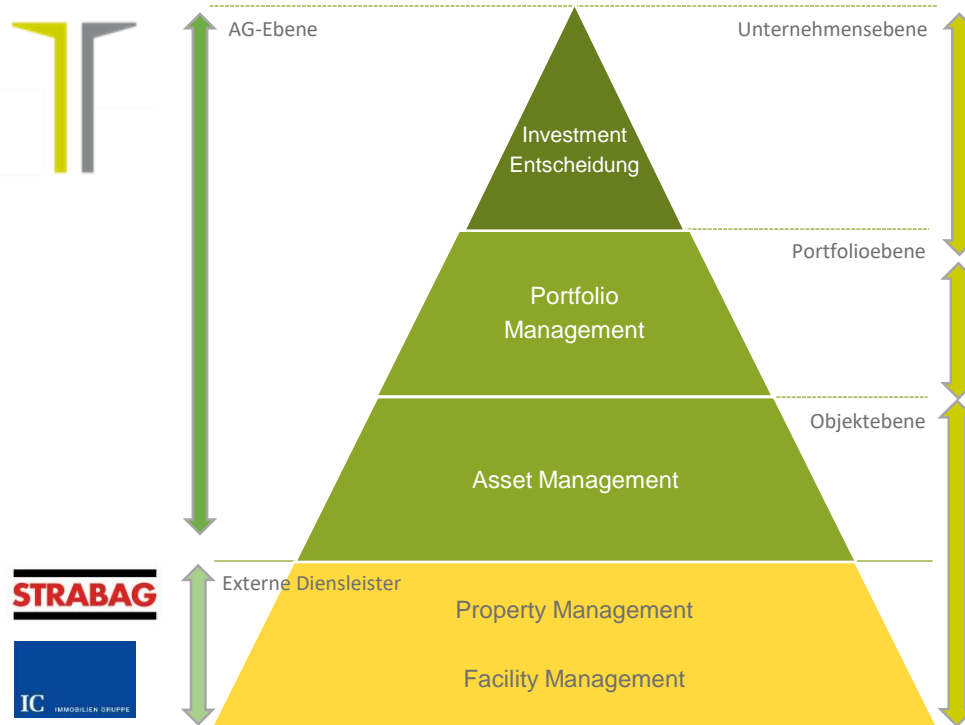 AG-Ebene
Unternehmensebene
Investment
Entscheidung
Portfolioebene
Portfolio
Management
Objektebene
Asset Management
STRABAG
Externe Diensleister
Property Management
Facility Management
IC IMMOBILIEN GRUPPE